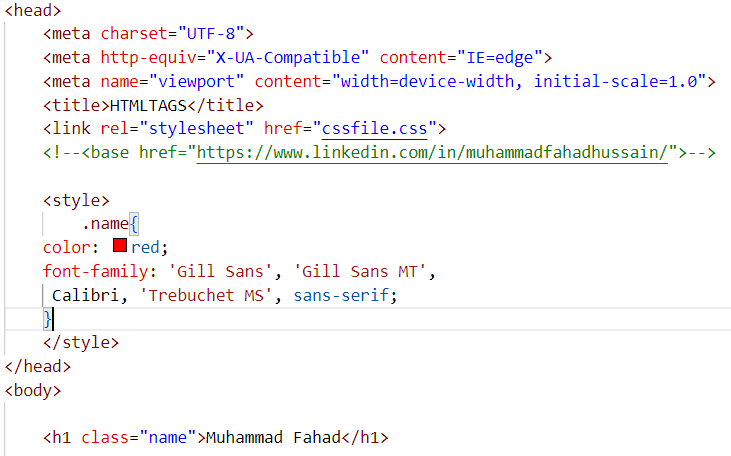 <head>
<meta charset="UTF-8">
<meta http-equiv="X-UA-Compatible" content="IE=edge">
<meta name="viewport" content="width=device-width, initial-scale=1.0">
<title>HTMLTAGS</title>
<link rel="stylesheet" href="cssfile.css">
<!--<base href="https://www.linkedin.com/in/muhammadfahadhussain/">-->
<style>
.name{
color: red;
font-family: 'Gill Sans', 'Gill Sans MT',
Calibri, 'Trebuchet MS', sans-serif;
}
</style>
</head>
<body>
<h1 class="name">Muhammad Fahad</h1>